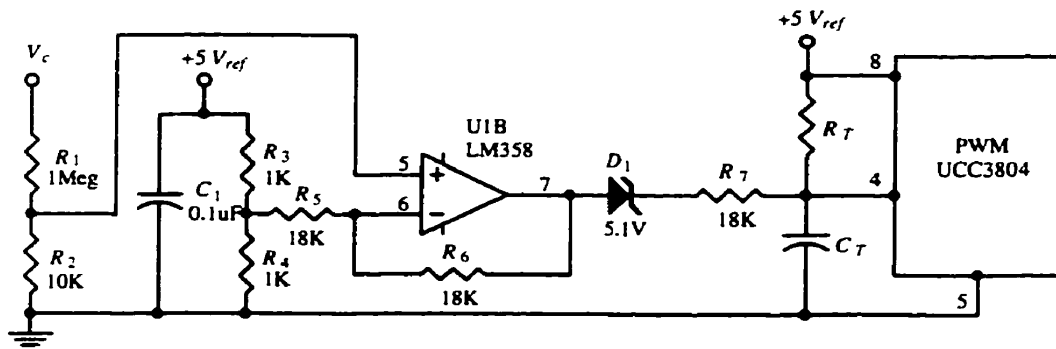 +5 V_ref
V_c
+5 V_ref
8
U1B
LM358
R_1
1Meg
R_3
1K
R_T
PWM
UCC3804
C_1
0.1uF
5
+
7
D_1
R_7
4
R_5
6
−
18K
5.1V
18K
R_2
10K
R_4
1K
R_6
18K
C_T
5